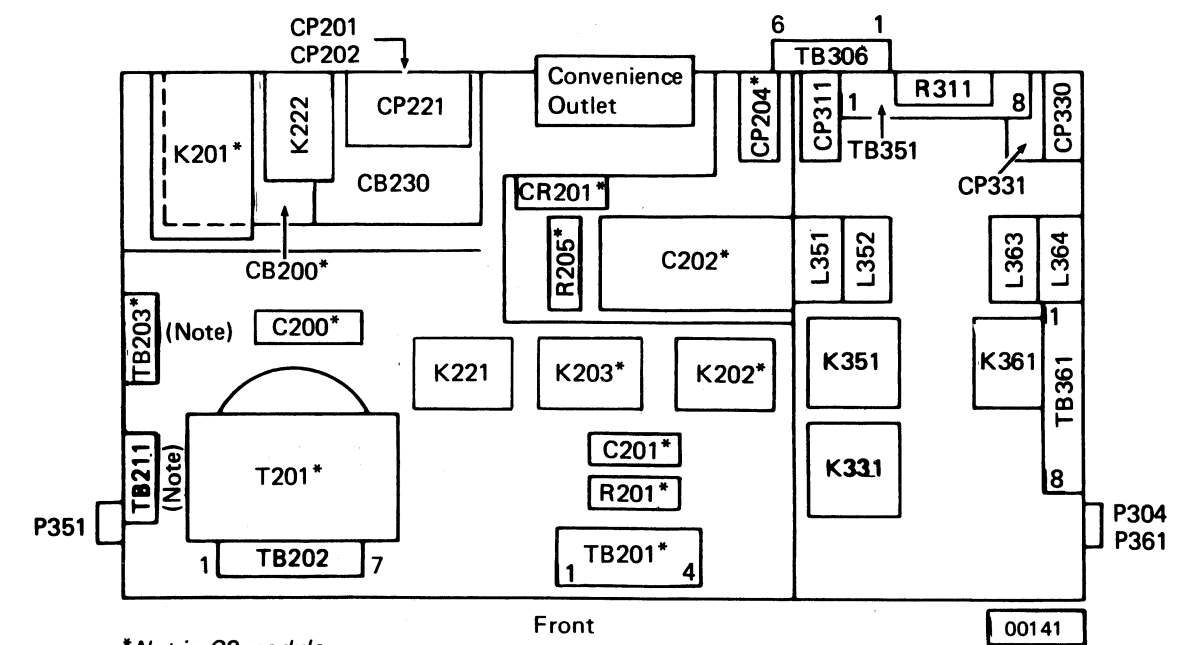 CP201
CP202
6 1
TB306
Convenience
Outlet
K201*
K222
CP221
CB230
CP204*
CP311
1
R311
8
CP330
TB351
CP331
CR201*
R205*
C202*
L351
L352
L363
L364
CB200*
TB203*
(Note)
C200*
K221
K203*
K202*
K351
K361
1
TB361
8
TB211
(Note)
T201*
C201*
R201*
K331
P351
P304
P361
1
TB202
7
TB201*
1 4
Front
00141